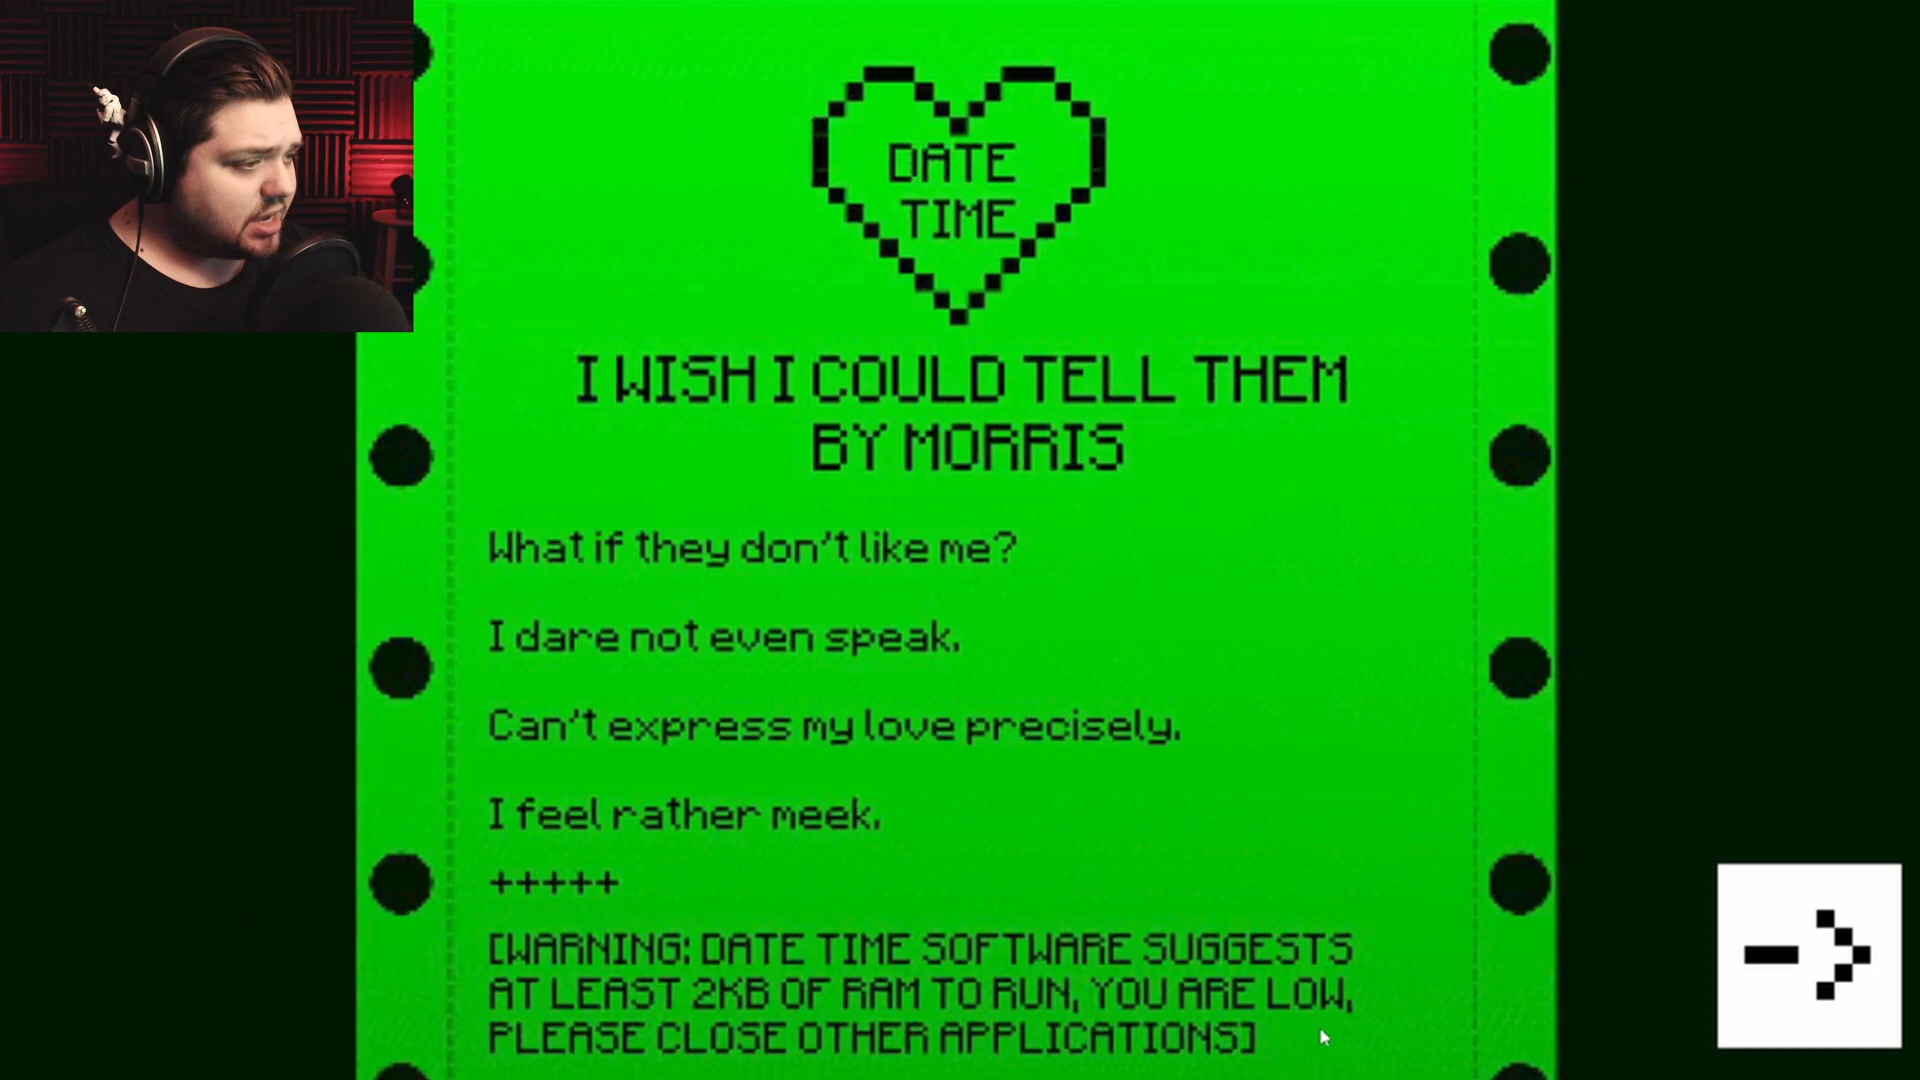 DATE
TIME
I WISH I COULD TELL THEM
BY MORRIS
What if they don't like me?
I dare not even speak.
Can't express my love precisely.
I feel rather meek.
+++++
[WARNING: DATE TIME SOFTWARE SUGGESTS
AT LEAST 2KB OF RAM TO RUN, YOU ARE LOW,
PLEASE CLOSE OTHER APPLICATIONS]